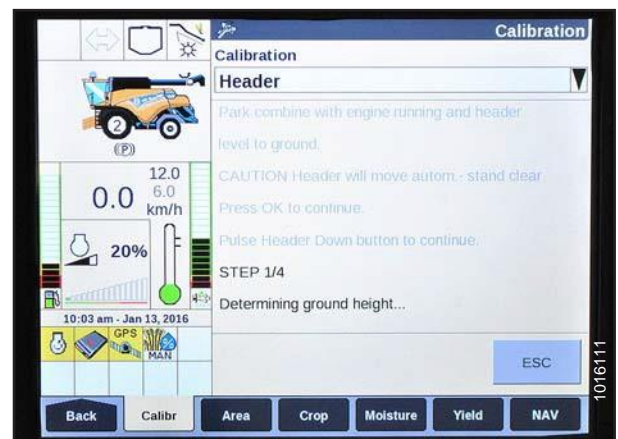 Calibration
Calibration
Header
Park combine with engine running and header
level to ground.
CAUTION Header will move autom.- stand clear
Press OK to continue.
Pulse Header Down button to continue.
STEP 1/4
Determining ground height...
ESC
2
(P)
12.0
0.0
6.0
km/h
20%
10:03 am - Jan 13, 2016
GPS
MAN
Back
Calibr
Area
Crop
Moisture
Yield
NAV
1016111